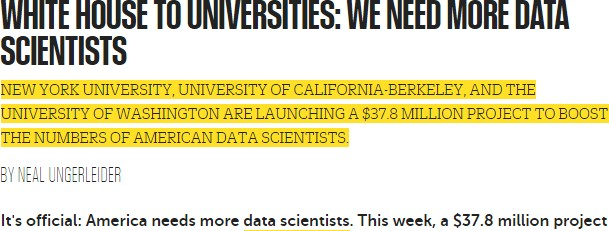 WHITE HOUSE TO UNIVERSITIES: WE NEED MORE DATA
SCIENTISTS
NEW YORK UNIVERSITY, UNIVERSITY OF CALIFORNIA-BERKELEY, AND THE
UNIVERSITY OF WASHINGTON ARE LAUNCHING A $37.8 MILLION PROJECT TO BOOST
THE NUMBERS OF AMERICAN DATA SCIENTISTS.
BY NEAL UNGERLEIDER
It's official: America needs more data scientists. This week, a $37.8 million project